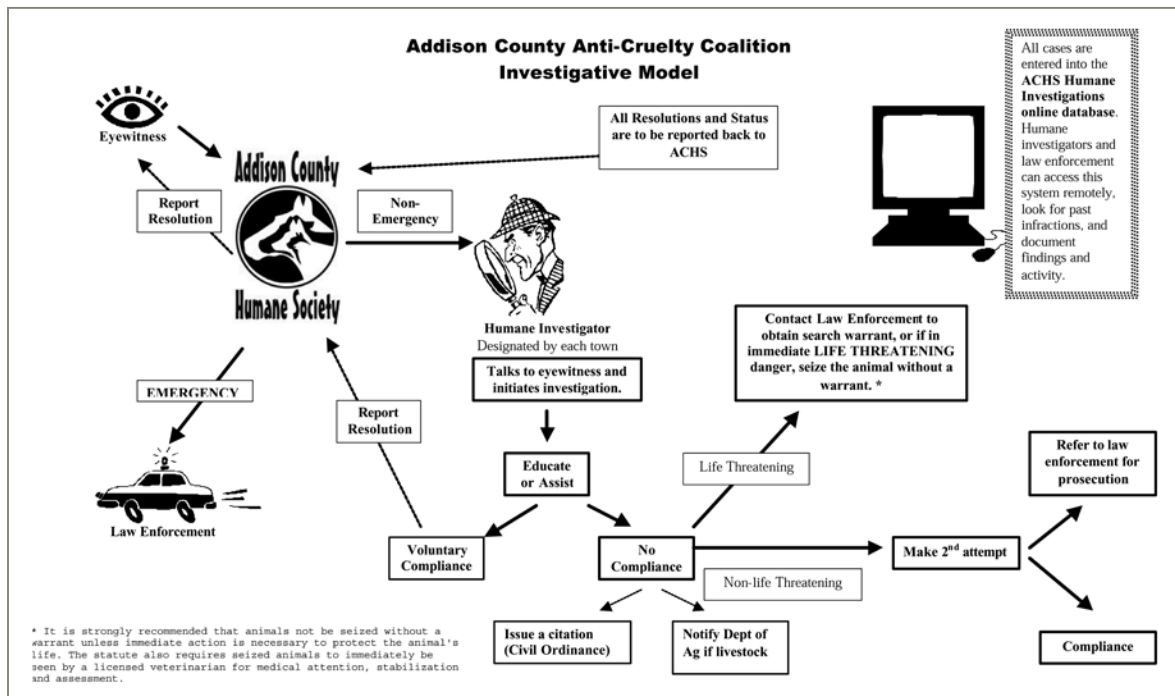 Addison County Anti-Cruelty Coalition
Investigative Model
All cases are
entered into the
ACHS Humane
Investigations
online database.
Humane
investigators and
law enforcement
can access this
system remotely,
look for past
infractions, and
document
findings and
activity.
Eyewitness
All Resolutions and Status
are to be reported back to
ACHS
Addison County
Humane Society
Report
Resolution
Non-
Emergency
Humane Investigator
Designated by each town
Talks to eyewitness and
initiates investigation.
Contact Law Enforcement to
obtain search warrant, or if in
immediate LIFE THREATENING
danger, seize the animal without a
warrant. *
EMERGENCY
Law Enforcement
Report
Resolution
Educate
or Assist
Life Threatening
Refer to law
enforcement for
prosecution
Voluntary
Compliance
No
Compliance
Non-life Threatening
Make 2nd attempt
Issue a citation
(Civil Ordinance)
Notify Dept of
Ag if livestock
Compliance
* It is strongly recommended that animals not be seized without a
warrant unless immediate action is necessary to protect the animal's
life. The statute also requires seized animals to immediately be
seen by a licensed veterinarian for medical attention, stabilization
and assessment.